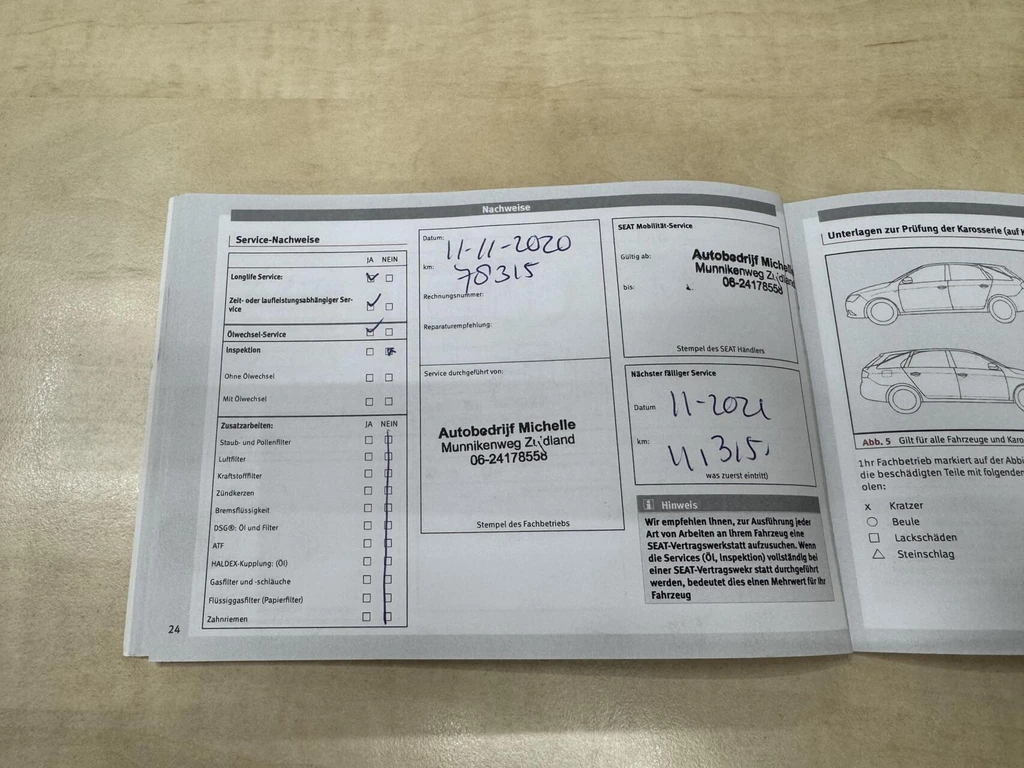 Nachweise
Service-Nachweise
JA NEIN
Longlife Service:
Zeit- oder laufleistungsabhängiger Ser-
vice
Ölwechsel-Service
Inspektion
Ohne Ölwechsel
Mit Ölwechsel
Zusatzarbeiten: JA NEIN
Staub- und Pollenfilter
Luftfilter
Kraftstofffilter
Zündkerzen
Bremsflüssigkeit
DSG®: Öl und Filter
ATF
HALDEX-Kupplung: (Öl)
Gasfilter und -schläuche
Flüssiggasfilter (Papierfilter)
Zahnriemen
24
Datum: 11-11-2020
km: 78315
Rechnungsnummer:
Reparaturempfehlung:
Service durchgeführt von:
Autobedrijf Michelle
Munnikenweg Zuidland
06-24178558
Stempel des Fachbetriebs
SEAT Mobilität-Service
Gültig ab:
bis:
Autobedrijf Michelle
Munnikenweg Zuidland
06-24178558
Stempel des SEAT Händlers
Nächster fälliger Service
Datum 11-2021
km:
was zuerst eintritt)
Hinweis
Wir empfehlen Ihnen, zur Ausführung jeder
Art von Arbeiten an Ihrem Fahrzeug eine
SEAT-Vertragswerkstatt aufzusuchen. Wenn
die Services (Öl, Inspektion) vollständig bei
einer SEAT-Vertragswekr statt durchgeführt
werden, bedeutet dies einen Mehrwert für Ihr
Fahrzeug
Unterlagen zur Prüfung der Karosserie (auf
Abb. 5 Gilt für alle Fahrzeuge und Karo
Ihr Fachbetrieb markiert auf der Abbi
die beschädigten Teile mit folgenden
olen:
x Kratzer
Beule
Lackschäden
Steinschlag